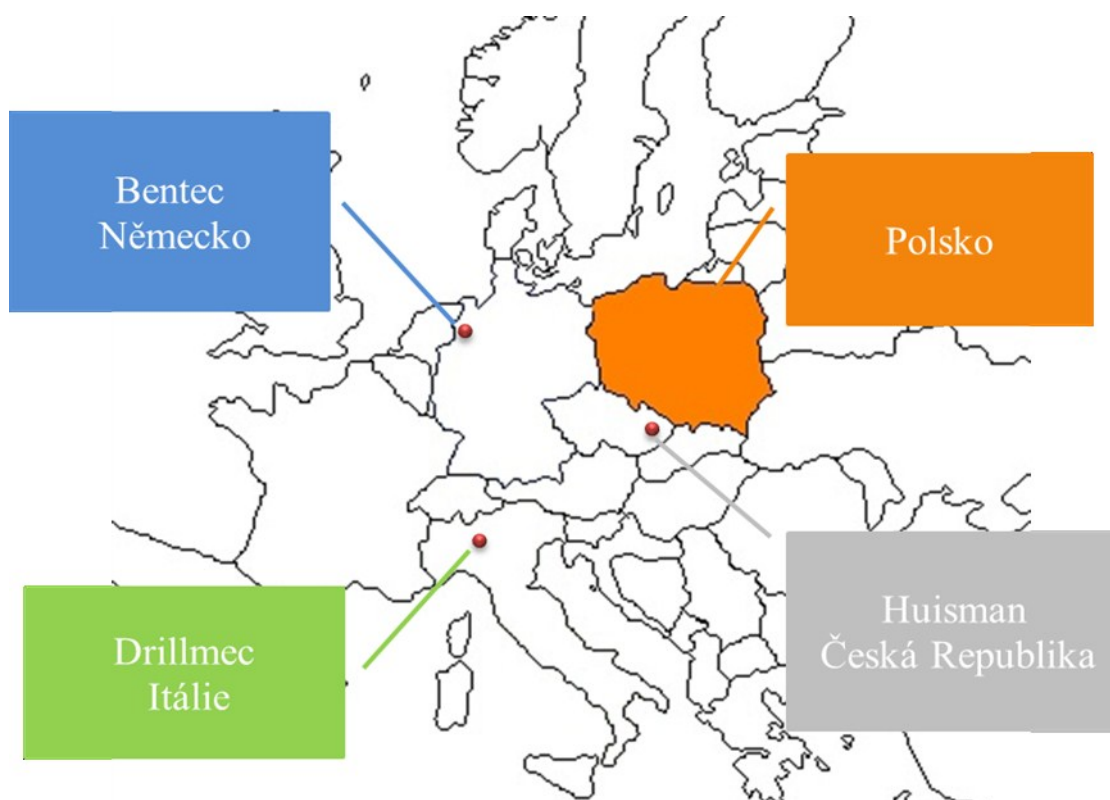 Bentec
Německo
Polsko
Drillmec
Itálie
Huisman
Česká Republika